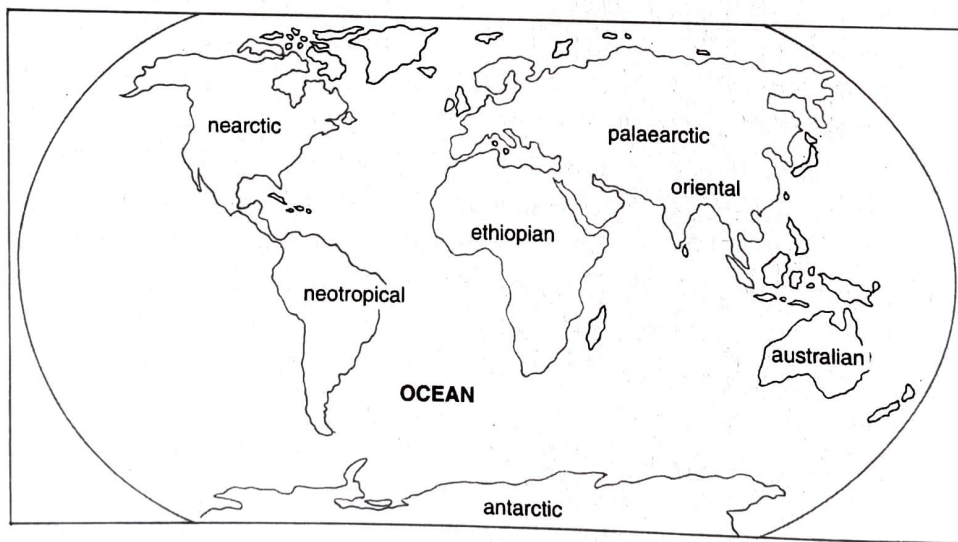 nearctic
palaearctic
oriental
ethiopian
neotropical
australian
OCEAN
antarctic